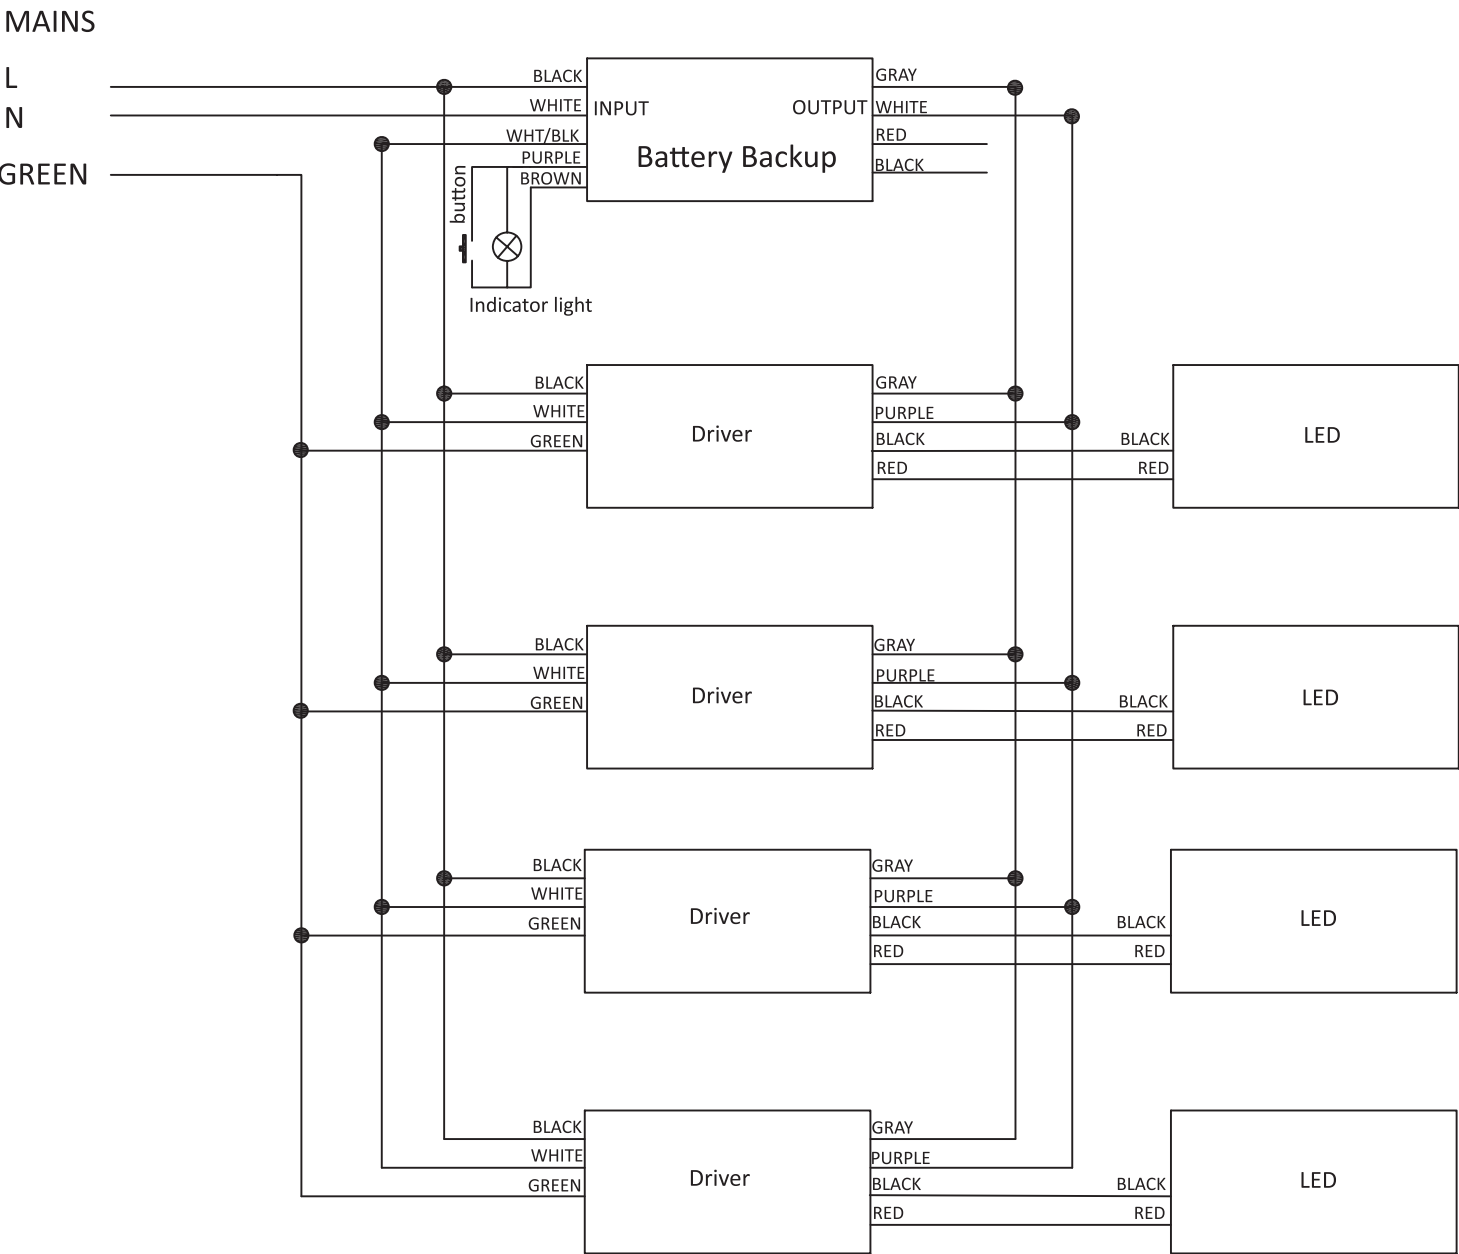 MAINS
L
N
GREEN
BLACK
WHITE
WHT/BLK
PURPLE
BROWN
INPUT
OUTPUT
Battery Backup
GRAY
WHITE
RED
BLACK
button
Indicator light
BLACK
WHITE
GREEN
Driver
GRAY
PURPLE
BLACK
RED
BLACK
RED
LED
BLACK
WHITE
GREEN
Driver
GRAY
PURPLE
BLACK
RED
BLACK
RED
LED
BLACK
WHITE
GREEN
Driver
GRAY
PURPLE
BLACK
RED
BLACK
RED
LED
BLACK
WHITE
GREEN
Driver
GRAY
PURPLE
BLACK
RED
BLACK
RED
LED